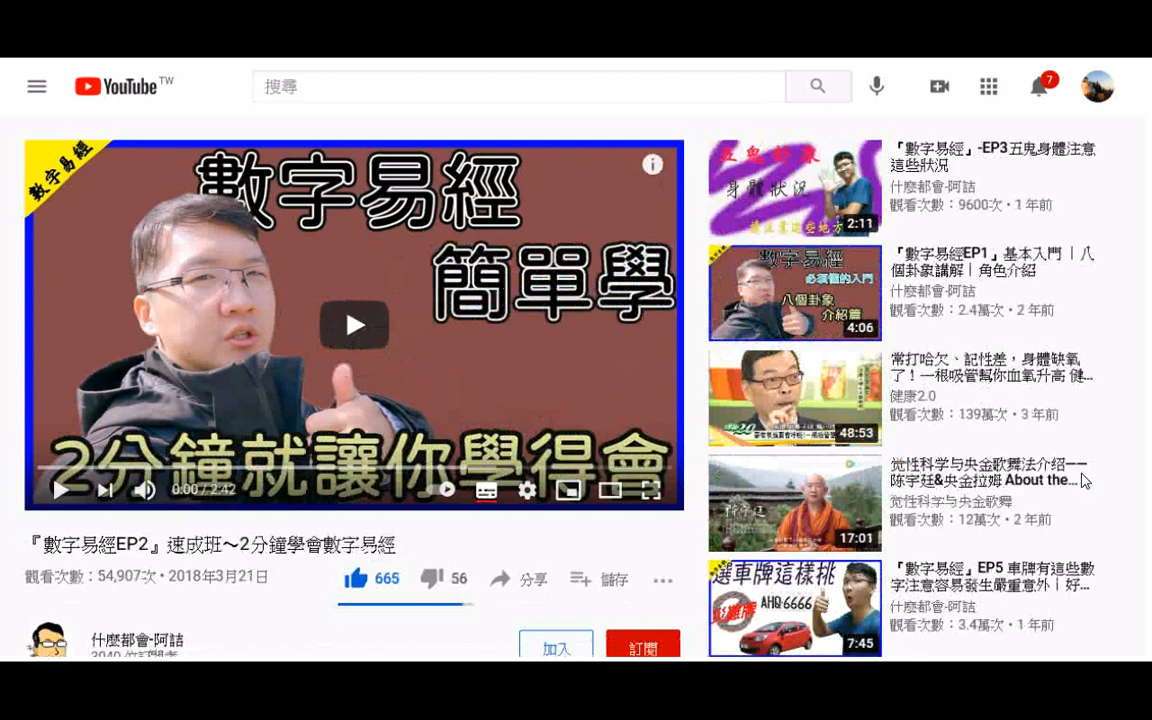 YouTube TW
搜尋
7
數字易經
數字易經
簡單學
2分鐘就讓你學得會
0:00 / 2:42
『數字易經EP2』速成班～2分鐘學會數字易經
觀看次數：54,907次・2018年3月21日
665
56
分享
儲存
什麼都會-阿詰
加入
訂閱
五鬼卦象
身體狀況
2:11
『數字易經』-EP3五鬼身體注意
這些狀況
什麼都會-阿詰
觀看次數：9600次・1 年前
數字易經
必須懂的入門
八個卦象
介紹篇
4:06
『數字易經EP1』基本入門｜八
個卦象講解｜角色介紹
什麼都會-阿詰
觀看次數：2.4萬次・2 年前
48:53
常打哈欠、記性差，身體缺氧
了！一根吸管幫你血氧升高 健...
健康2.0
觀看次數：139萬次・3 年前
17:01
觉性科学与央金歌舞法介绍——
陈宇廷&央金拉姆 About the...
觉性科学与央金歌舞
觀看次數：12萬次・2 年前
選車牌這樣挑
AHQ 6666
7:45
『數字易經』EP5 車牌有這些數
字注意容易發生嚴重意外｜好...
什麼都會-阿詰
觀看次數：3.4萬次・1 年前